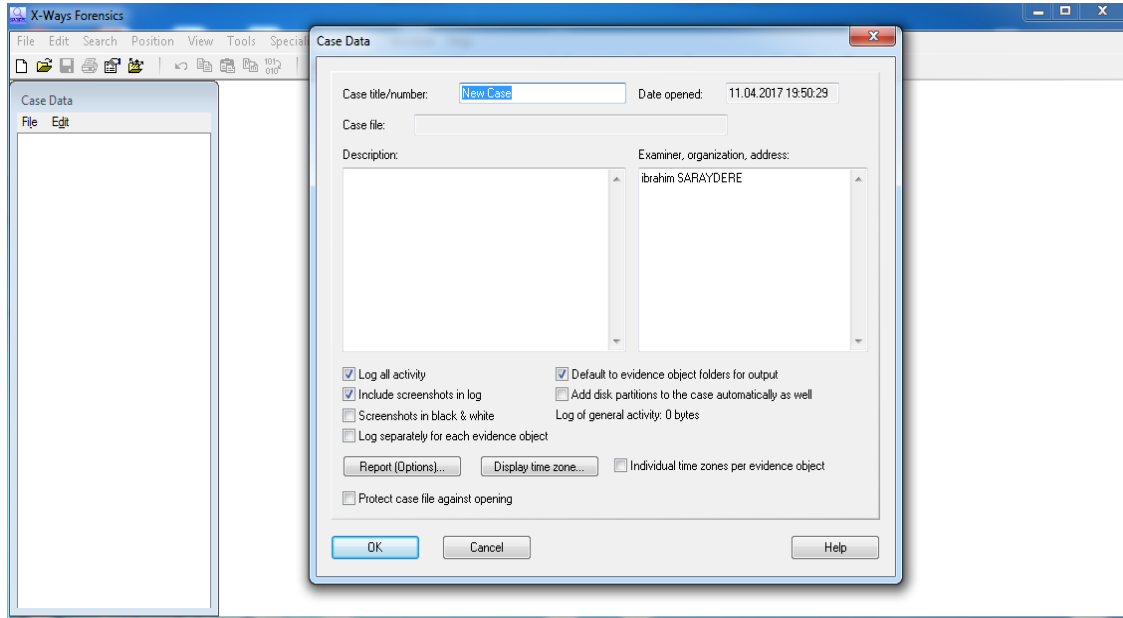 X-Ways Forensics
File Edit Search Position View Tools Special
Case Data
Case Data
File Edit
Case title/number: New Case Date opened: 11.04.2017 19:50:29
Case file:
Description: Examiner, organization, address:
ibrahim SARAYDERE
Log all activity Default to evidence object folders for output
Include screenshots in log Add disk partitions to the case automatically as well
Screenshots in black & white Log of general activity: 0 bytes
Log separately for each evidence object
Report (Options)... Display time zone... Individual time zones per evidence object
Protect case file against opening
OK Cancel Help